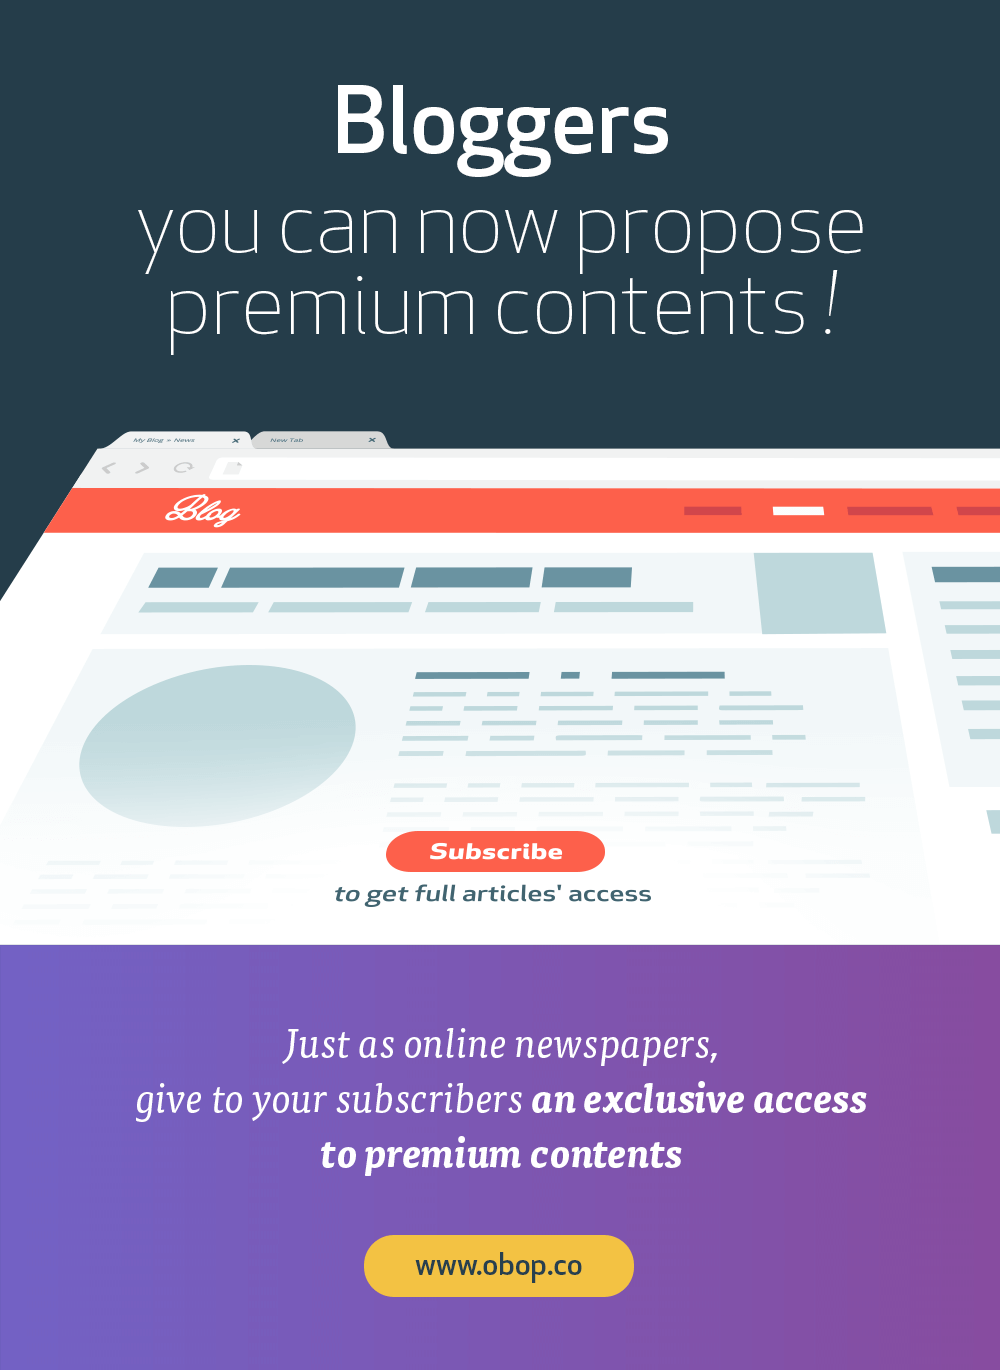 Bloggers
you can now propose
premium contents !
My Blog » News
New Tab
Blog
Subscribe
to get full articles' access
Just as online newspapers,
give to your subscribers an exclusive access
to premium contents
www.obop.co